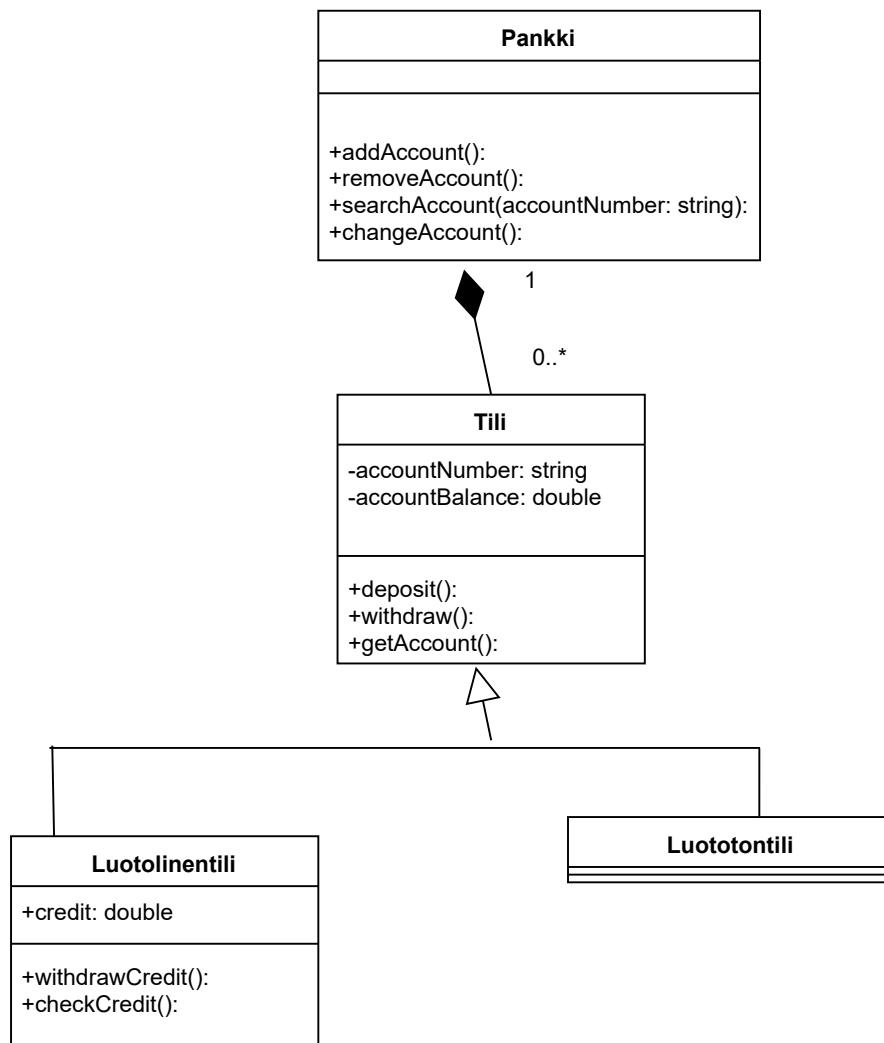 Pankki
+addAccount():
+removeAccount():
+searchAccount(accountNumber: string):
+changeAccount():
1
0..*
Tili
-accountNumber: string
-accountBalance: double
+deposit():
+withdraw():
+getAccount():
Luotolinentili
+credit: double
+withdrawCredit():
+checkCredit():
Luototontili